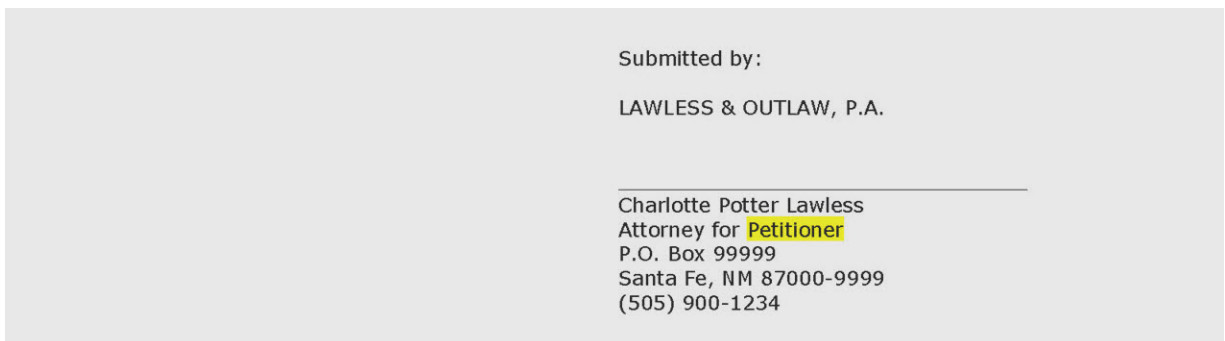 Submitted by:
LAWLESS & OUTLAW, P.A.
Charlotte Potter Lawless
Attorney for Petitioner
P.O. Box 99999
Santa Fe, NM 87000-9999
(505) 900-1234